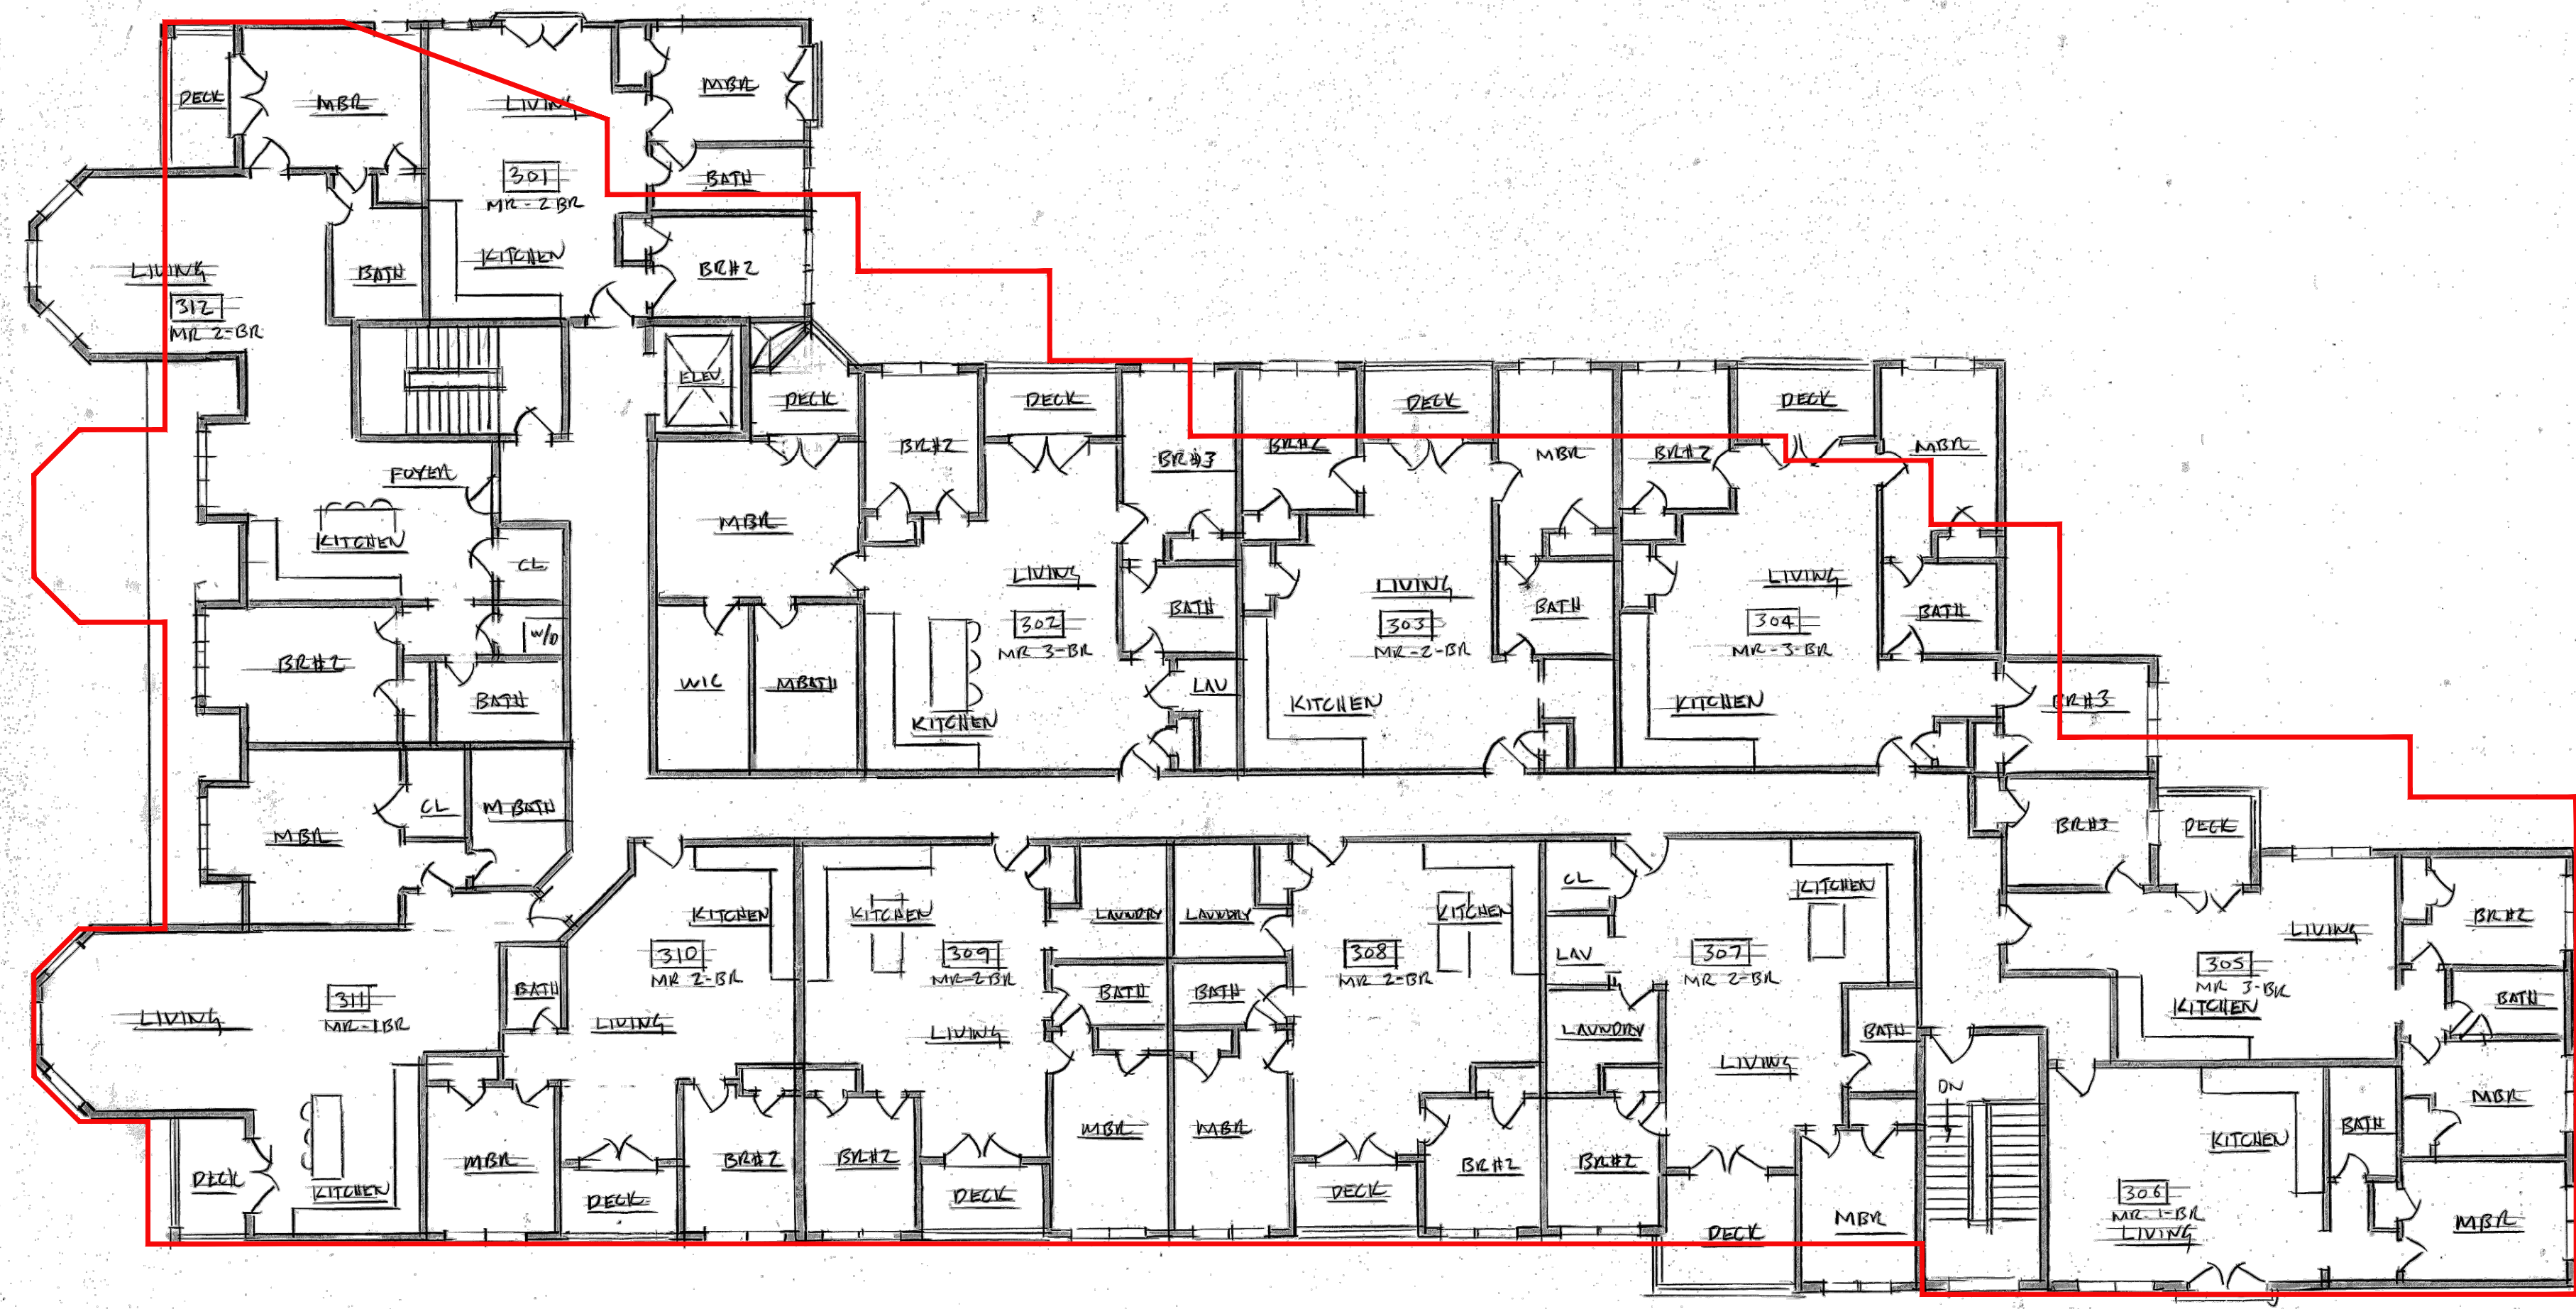 DECK
MBR
LIVING
301
MR-2BR
KITCHEN
MBR
BATH
BR#2
LIVING
312
MR 2-BR
BATH
FOYER
KITCHEN
CL
W/D
BR#2
BATH
MBR
CL
M BATH
ELEV.
DECK
MBR
WIC
MBATH
BR#2
DECK
BR#3
LIVING
302
MR 3-BR
KITCHEN
BATH
LAV
BR#2
DECK
MBR
LIVING
303
MR-2-BR
KITCHEN
BATH
BR#2
DECK
MBR
LIVING
304
MR-3-BR
KITCHEN
BATH
BR#3
BR#3
DECK
LIVING
305
MR 3-BR
KITCHEN
BR#2
BATH
MBR
LIVING
311
MR-1BR
DECK
KITCHEN
BATH
310
MR 2-BR
KITCHEN
LIVING
MBR
DECK
BR#2
KITCHEN
309
MR-2BR
LIVING
LAUNDRY
BATH
MBR
BR#2
DECK
LAUNDRY
BATH
MBR
308
MR 2-BR
KITCHEN
DECK
BR#2
CL
LAV
LAUNDRY
BR#2
307
MR 2-BR
KITCHEN
LIVING
BATH
DECK
MBR
DN
KITCHEN
306
MR-1-BR
LIVING
BATH
MBR